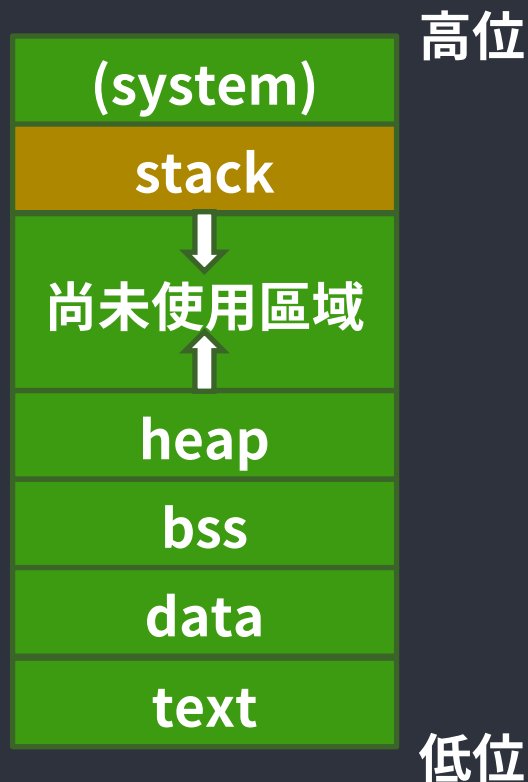 高位
(system)
stack
尚未使用區域
heap
bss
data
text
低位